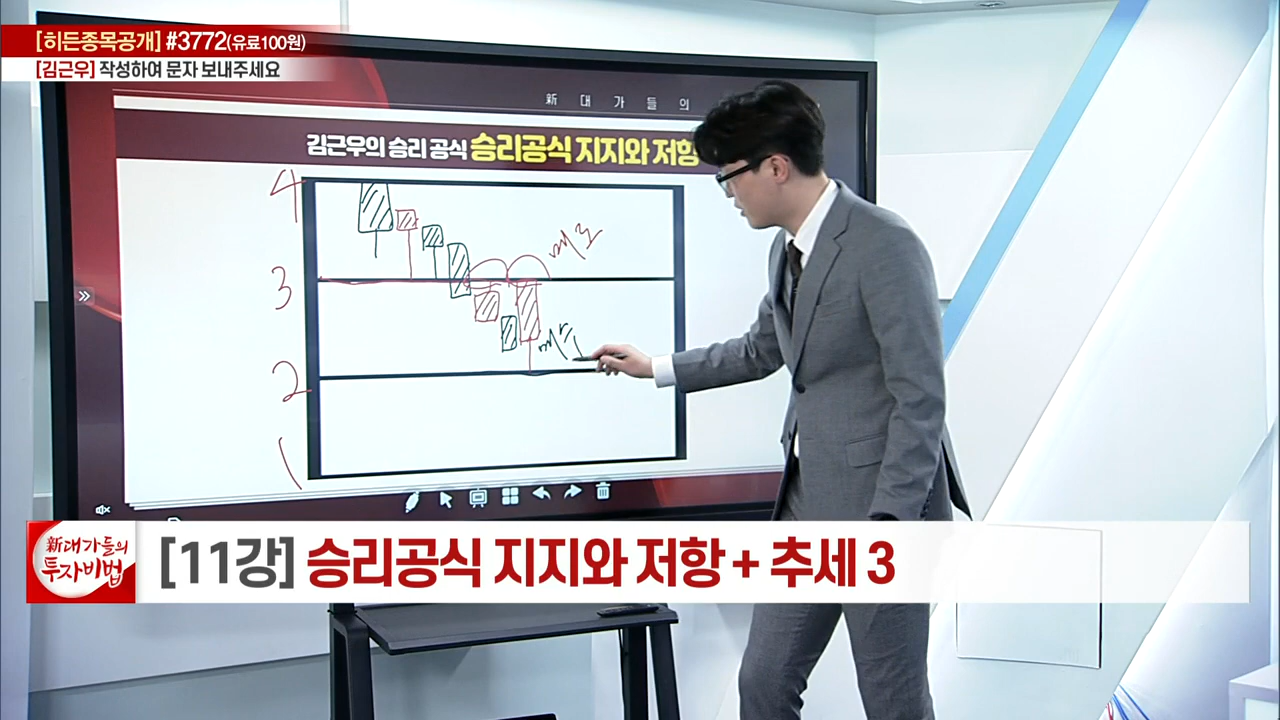 [히든종목공개] #3772(유료100원)
[김근우] 작성하여 문자 보내주세요
新 대 가 들 의
김근우의 승리 공식 승리공식 지지와 저항
4
3
매도
매수
2
1
新대가들의
투자비법
[11강] 승리공식 지지와 저항 + 추세 3